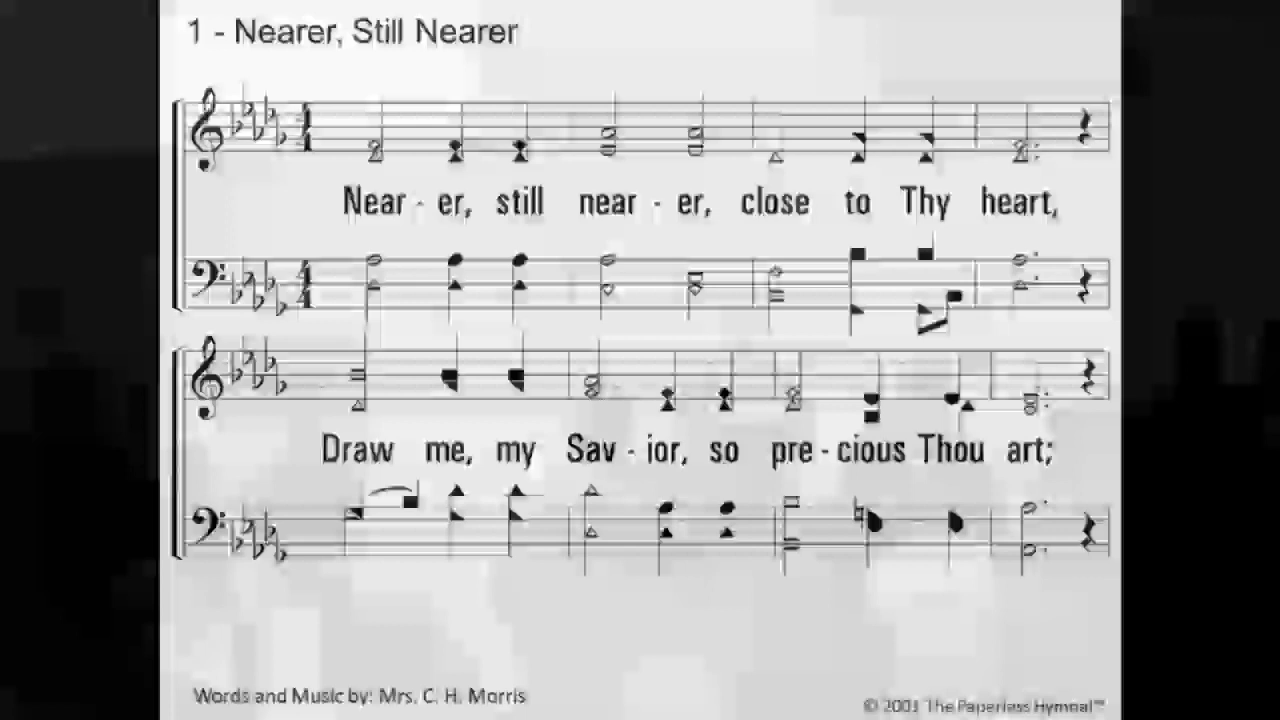 1 - Nearer, Still Nearer
Near - er, still near - er, close to Thy heart,
Draw me, my Sav - ior, so pre - cious Thou art;
Words and Music by: Mrs. C. H. Morris
© 2001 The Paperless Hymnal™